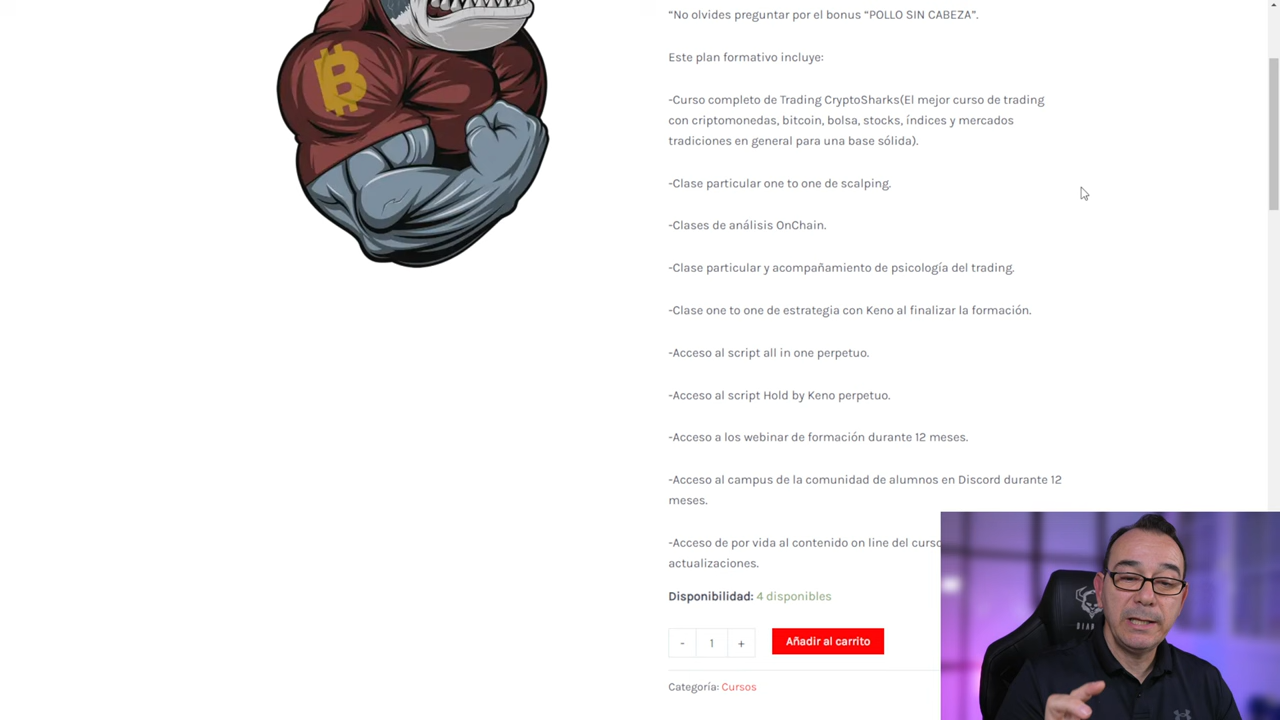 “No olvides preguntar por el bonus “POLLO SIN CABEZA”.
Este plan formativo incluye:
-Curso completo de Trading CryptoSharks(El mejor curso de trading
con criptomonedas, bitcoin, bolsa, stocks, índices y mercados
tradiciones en general para una base sólida).
-Clase particular one to one de scalping.
-Clases de análisis OnChain.
-Clase particular y acompañamiento de psicología del trading.
-Clase one to one de estrategia con Keno al finalizar la formación.
-Acceso al script all in one perpetuo.
-Acceso al script Hold by Keno perpetuo.
-Acceso a los webinar de formación durante 12 meses.
-Acceso al campus de la comunidad de alumnos en Discord durante 12
meses.
-Acceso de por vida al contenido on line del curso
actualizaciones.
Disponibilidad: 4 disponibles
- 1 +
Añadir al carrito
Categoría: Cursos